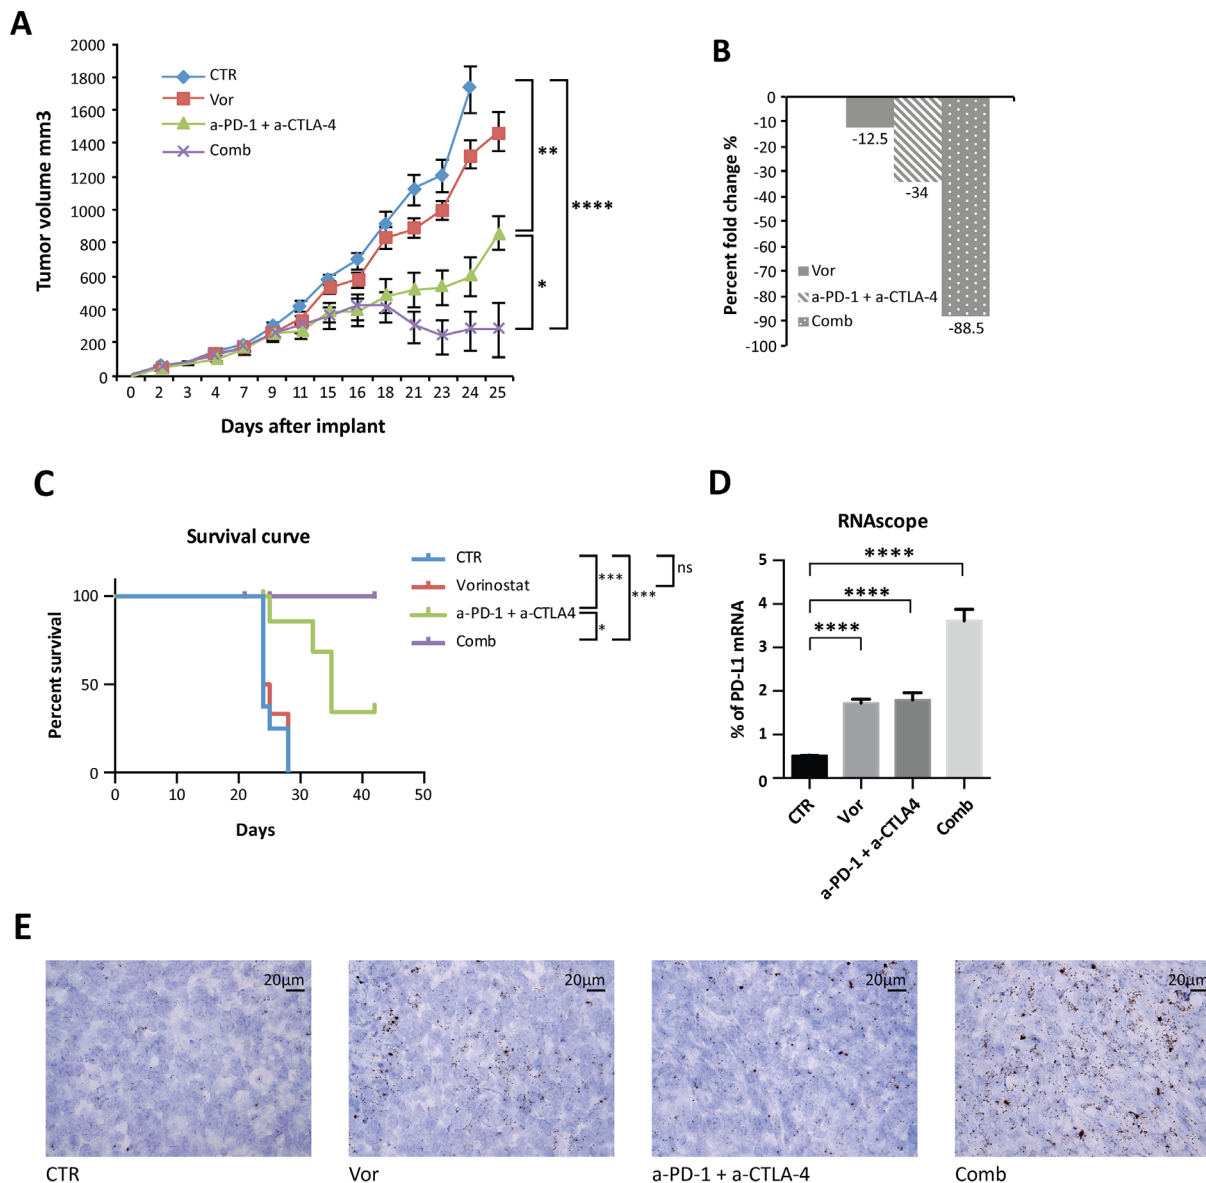 A
Tumor volume mm3
2000
1800
1600
1400
1200
1000
800
600
400
200
0
CTR
Vor
a-PD-1 + a-CTLA-4
Comb
**
****
*
0 2 3 4 7 9 11 15 16 18 21 23 24 25
Days after implant
B
Percent fold change %
0
-10
-20
-30
-40
-50
-60
-70
-80
-90
-100
-12.5
-34
-88.5
Vor
a-PD-1 + a-CTLA-4
Comb
C
Survival curve
Percent survival
100
50
0
0 10 20 30 40 50
Days
CTR
Vorinostat
a-PD-1 + a-CTLA4
Comb
***
*
***
ns
D
RNAscope
% of PD-L1 mRNA
5
4
3
2
1
0
****
****
****
CTR
Vor
a-PD-1 + a-CTLA4
Comb
E
20µm
20µm
20µm
20µm
CTR
Vor
a-PD-1 + a-CTLA-4
Comb